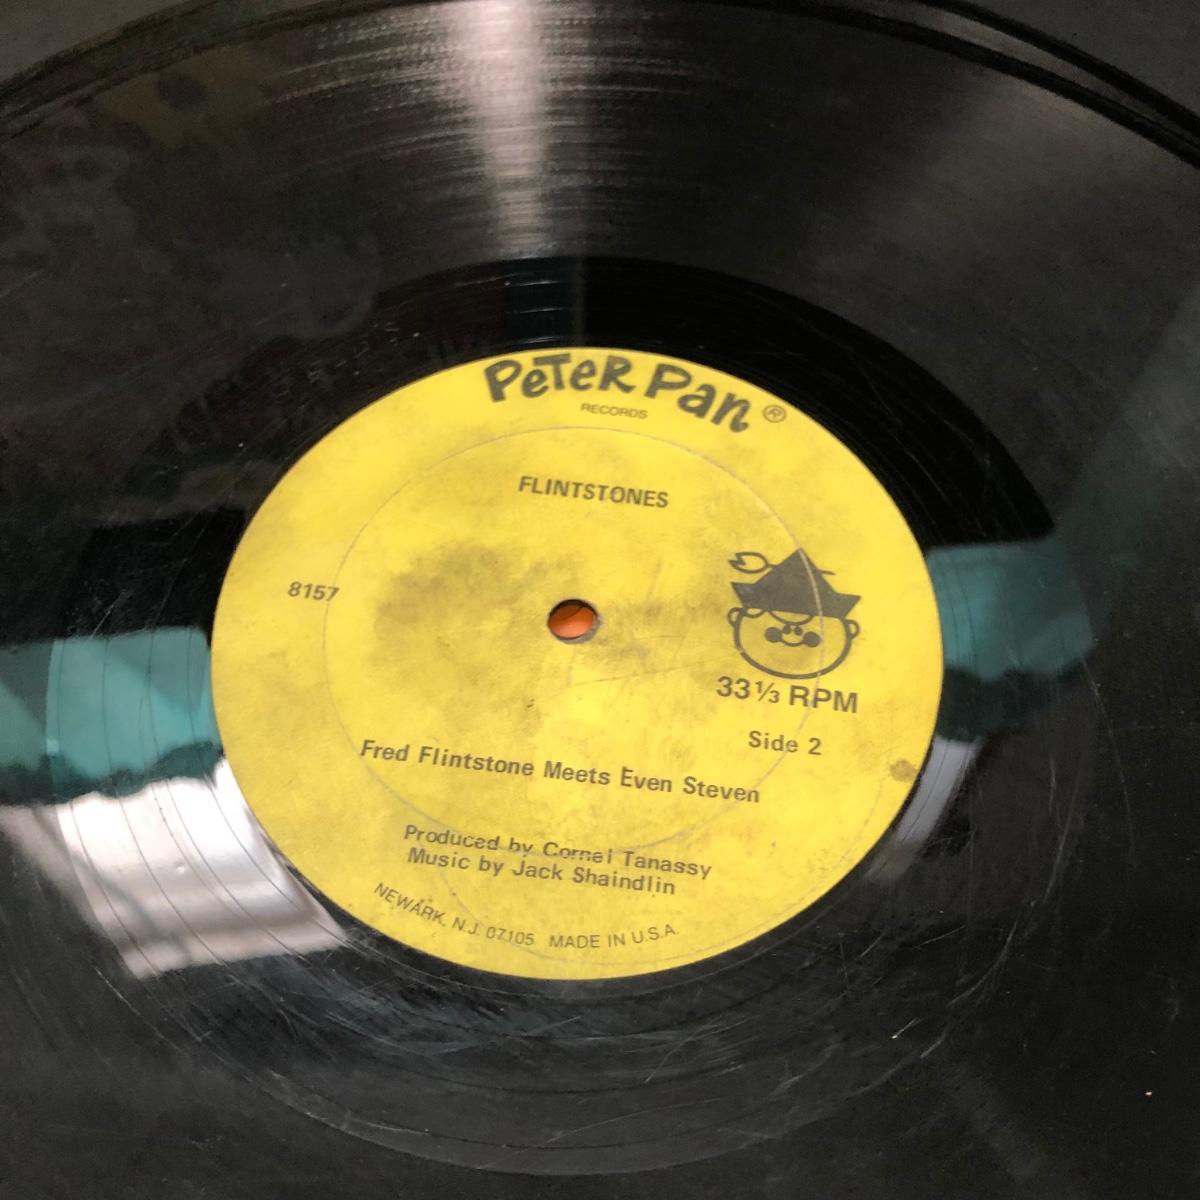 PeTeR Pan®
RECORDS
FLINTSTONES
8157
33⅓ RPM
Side 2
Fred Flintstone Meets Even Steven
Produced by Cornel Tanassy
Music by Jack Shaindlin
NEWARK, N.J. 07105 MADE IN U.S.A.